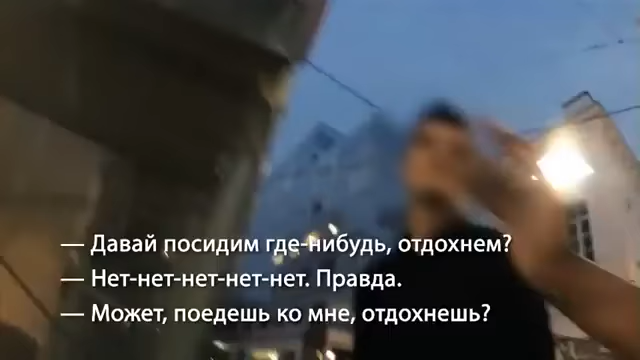 — Давай посидим где-нибудь, отдохнем?
— Нет-нет-нет-нет-нет. Правда.
— Может, поедешь ко мне, отдохнешь?